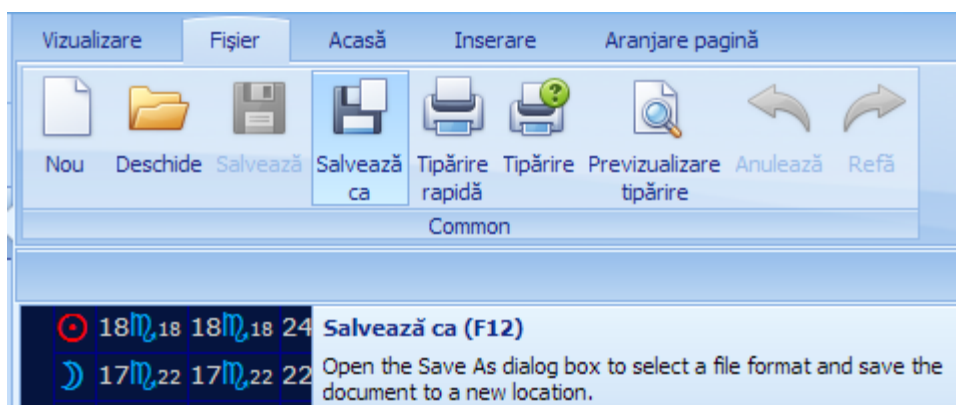 Vizualizare Fişier Acasă Inserare Aranjare pagină
Nou Deschide Salvează Salvează ca Tipărire rapidă Tipărire Previzualizare tipărire Anulează Refă
Common
☉ 18♏,18 18♏,18 24
☽ 17♏,22 17♏,22 22
Salvează ca (F12)
Open the Save As dialog box to select a file format and save the
document to a new location.